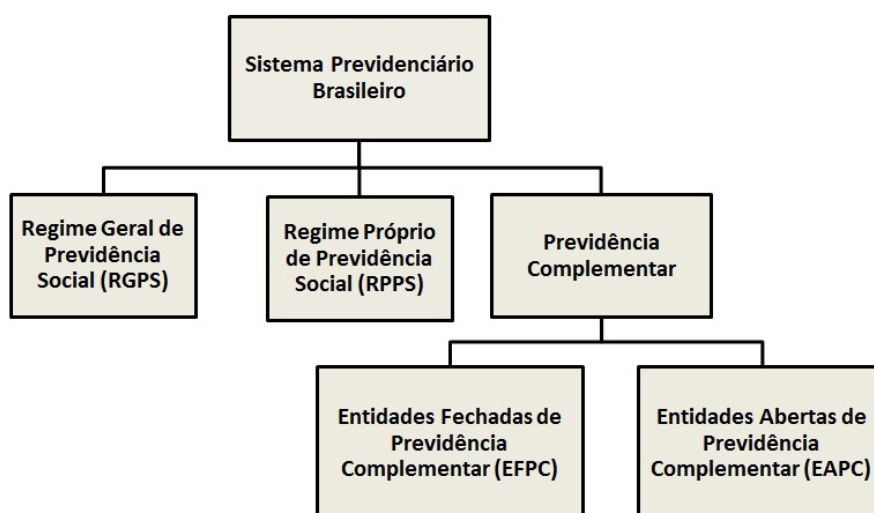 Sistema Previdenciário
Brasileiro
Regime Geral de
Previdência
Social (RGPS)
Regime Próprio
de Previdência
Social (RPPS)
Previdência
Complementar
Entidades Fechadas de
Previdência
Complementar (EFPC)
Entidades Abertas de
Previdência
Complementar (EAPC)